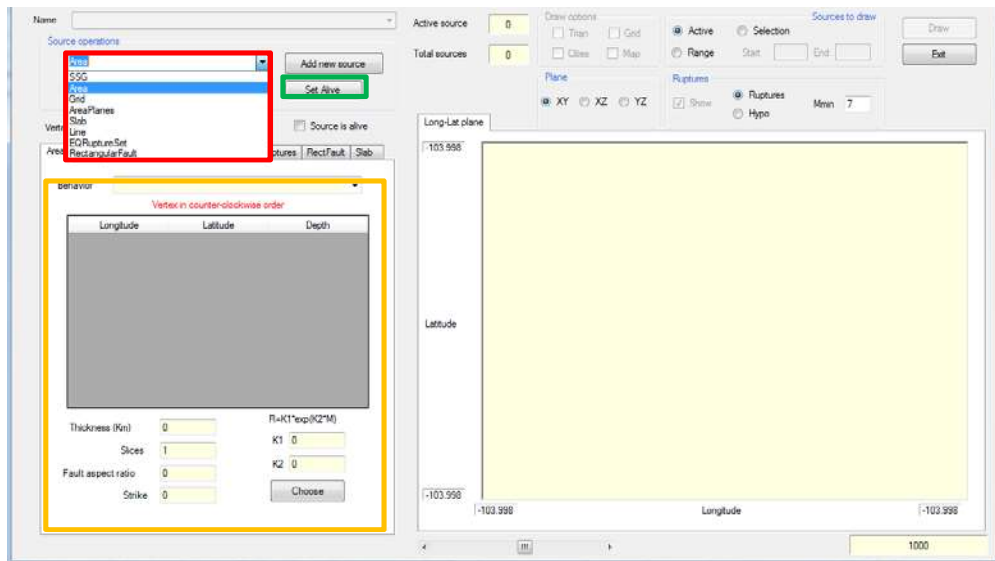 Name
Source operations
Area
SSG
Area
Grid
AreaPlanes
Slab
Line
EQRuptureSet
RectangularFault
Add new source
Set Alive
Source is alive
RectFault Slab
Behavior
Vertex in counter-clockwise order
Longitude Latitude Depth
Thickness (Km) 0
Slices 1
Fault aspect ratio 0
Strike 0
R=K1*exp(K2*M)
K1 0
K2 0
Choose
Active source 0
Total sources 0
Draw options
Tran Grid
Cities Map
Plane
XY XZ YZ
Sources to draw
Active Selection
Range Start End
Ruptures
Show Ruptures Mmin 7
Hypo
Draw
Exit
Long-Lat plane
-103.998
Latitude
-103.998
-103.998 Longitude -103.998
1000